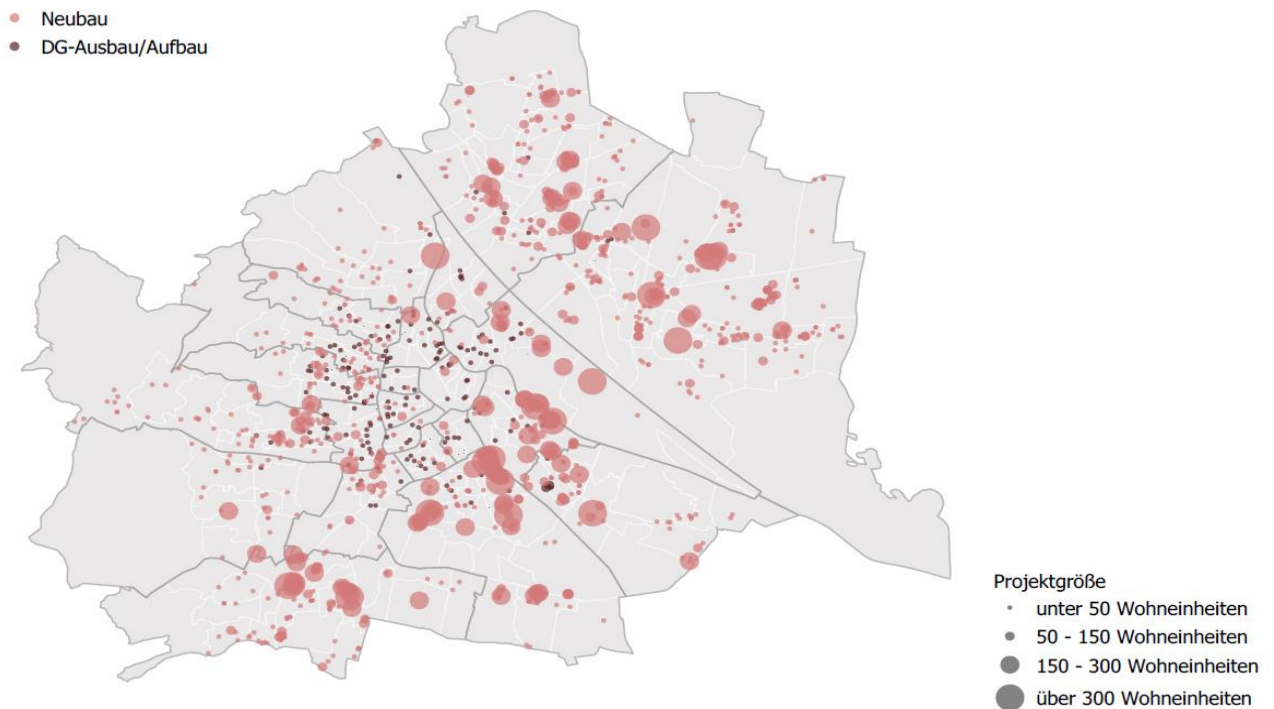 Neubau
DG-Ausbau/Aufbau
Projektgröße
unter 50 Wohneinheiten
50 - 150 Wohneinheiten
150 - 300 Wohneinheiten
über 300 Wohneinheiten